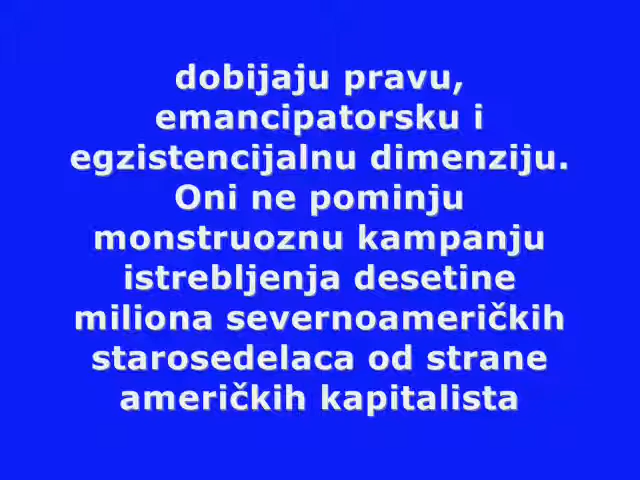 dobijaju pravu,
emancipatorsku i
egzistencijalnu dimenziju.
Oni ne pominju
monstruoznu kampanju
istrebljenja desetine
miliona severnoameričkih
starosedelaca od strane
američkih kapitalista